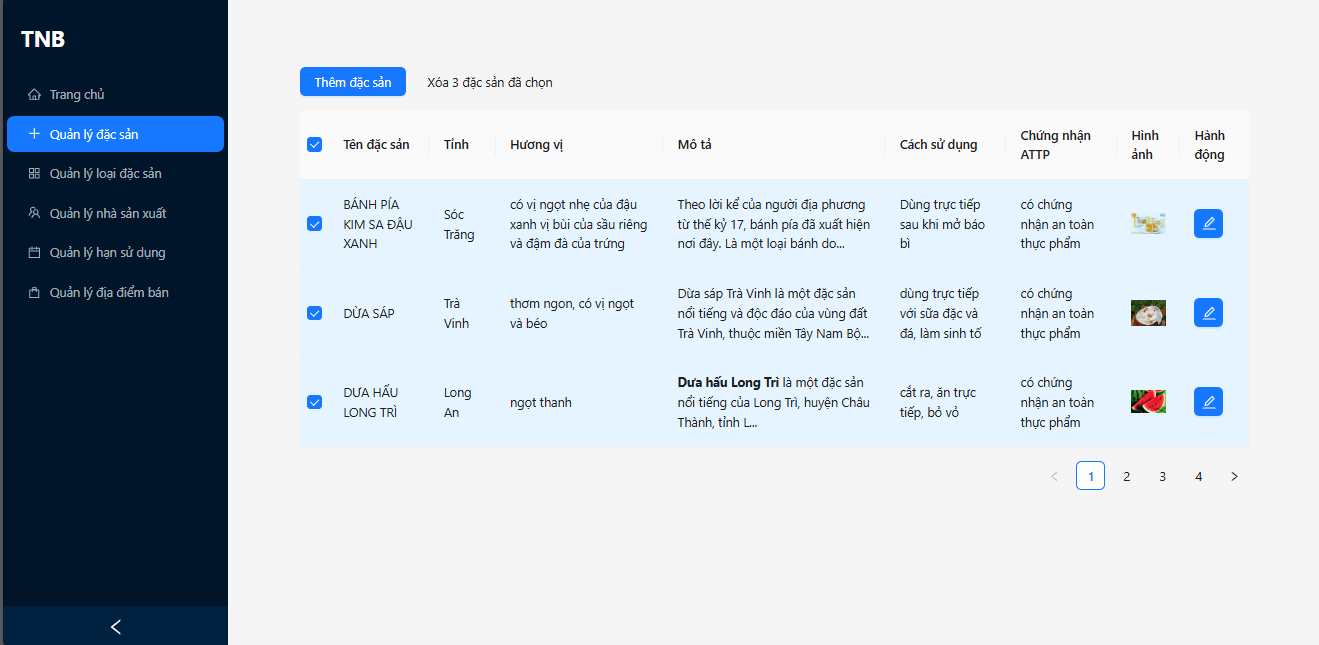 TNB
Trang chủ
Quản lý đặc sản
Quản lý loại đặc sản
Quản lý nhà sản xuất
Quản lý hạn sử dụng
Quản lý địa điểm bán
Thêm đặc sản
Xóa 3 đặc sản đã chọn
Tên đặc sản
Tỉnh
Hương vị
Mô tả
Cách sử dụng
Chứng nhận
ATTP
Hình
ảnh
Hành
động
BÁNH PÍA
KIM SA ĐẬU
XANH
Sóc
Trăng
có vị ngọt nhẹ của đậu
xanh vị bùi của sầu riêng
và đậm đà của trứng
Theo lời kể của người địa phương
từ thế kỷ 17, bánh pía đã xuất hiện
nơi đây. Là một loại bánh do...
Dùng trực tiếp
sau khi mở báo
bì
có chứng
nhận an toàn
thực phẩm
DỪA SÁP
Trà
Vinh
thơm ngon, có vị ngọt
và béo
Dừa sáp Trà Vinh là một đặc sản
nổi tiếng và độc đáo của vùng đất
Trà Vinh, thuộc miền Tây Nam Bộ...
dùng trực tiếp
với sữa đặc và
đá, làm sinh tố
có chứng
nhận an toàn
thực phẩm
DƯA HẤU
LONG TRÌ
Long
An
ngọt thanh
Dưa hấu Long Trì là một đặc sản
nổi tiếng của Long Trì, huyện Châu
Thành, tỉnh L...
cắt ra, ăn trực
tiếp, bỏ vỏ
có chứng
nhận an toàn
thực phẩm
1 2 3 4